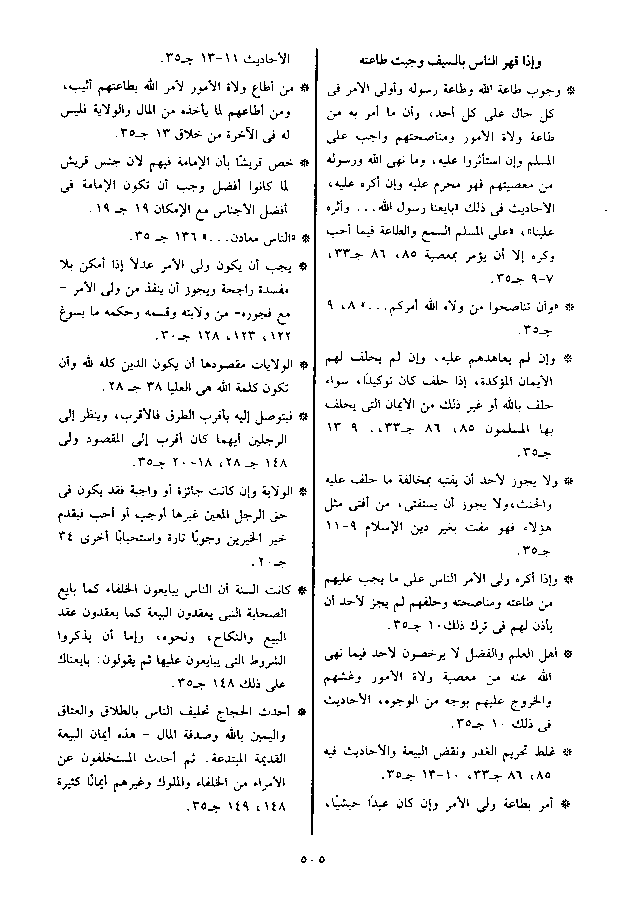 وإذا قهر الناس بالسيف وجبت طاعته
* وجوب طاعة الله وطاعة رسوله وأولى الأمر فى
كل حال على كل أحد، وأن ما أمر به من
طاعة ولاة الأمور ومناصحتهم واجب على
المسلم وإن استأثروا عليه، وما نهى الله ورسوله
من معصيتهم فهو محرم عليه وإن أكره عليه،
الأحاديث فى ذلك «بايعنا رسول الله... وأثره
علينا»، «على المسلم السمع والطاعة فيما أحب
وكره إلا أن يؤمر بمعصية ٨٥، ٨٦ جـ٣٣،
٧-٩ جـ٣٥.
* «وأن تناصحوا من ولاه الله أمركم...» ٨، ٩
جـ٣٥.
* وإن لم يعاهدهم عليه، وإن لم يحلف لهم
الأيمان المؤكدة، إذا حلف كان توكيدًا، سواء
حلف بالله أو غير ذلك من الأيمان التى يحلف
بها المسلمون ٨٥، ٨٦ جـ٣٣، ٩. ١٣
جـ٣٥.
* ولا يجوز لأحد أن يفتيه بمخالفة ما حلف عليه
والحنث، ولا يجوز أن يستفتى، من أفتى مثل
هؤلاء فهو مفت بغير دين الإسلام ٩-١١
جـ٣٥.
* وإذا أكره ولى الأمر الناس على ما يجب عليهم
من طاعته ومناصحته وحلفهم لم يجز لأحد أن
يأذن لهم فى ترك ذلك ١٠ جـ٣٥.
* أهل العلم والفضل لا يرخصون لأحد فيما نهى
الله عنه من معصية ولاة الأمور وغشهم
والخروج عليهم بوجه من الوجوه، الأحاديث
فى ذلك ١٠ جـ٣٥.
* غلط تحريم الغدر ونقض البيعة والأحاديث فيه
٨٥، ٨٦ جـ٣٣، ١٠-١٣ جـ٣٥.
* أمر بطاعة ولى الأمر وإن كان عبدًا حبشيًا،
الأحاديث ١١-١٣ جـ٣٥.
* من أطاع ولاة الأمور لأمر الله بطاعتهم أثيب،
ومن أطاعهم لما يأخذه من المال والولاية فليس
له فى الآخرة من خلاق ١٣ جـ٣٥.
* خص قريشًا بأن الإمامة فيهم لأن جنس قريش
لما كانوا أفضل وجب أن تكون الإمامة فى
أفضل الأجناس مع الإمكان ١٩ جـ ١٩.
* «الناس معادن...» ١٣٦ جـ ٣٥.
* يجب أن يكون ولى الأمر عدلاً إذا أمكن بلا
مفسدة راجحة ويجوز أن ينفذ من ولى الأمر -
مع فجوره- من ولايته وقسمه وحكمه ما يسوغ
١٢٢، ١٢٣، ١٢٨ جـ٣٠.
* الولايات مقصودها أن يكون الدين كله لله وأن
تكون كلمة الله هى العليا ٣٨ جـ ٢٨.
* فيتوصل إليه بأقرب الطرق فالأقرب، وينظر إلى
الرجلين أيهما كان أقرب إلى المقصود ولى
١٤٨ جـ٢٨، ١٨-٢٠ جـ٣٥.
* الولاية وإن كانت جائزة أو واجبة فقد يكون فى
حق الرجل المعين غيرها أوجب أو أحب فيقدم
خير الخيرين وجوبًا تارة واستحبابًا أخرى ٣٤
جـ٢٠.
* كانت السنة أن الناس يبايعون الخلفاء كما بايع
الصحابة النبى يعقدون البيعة كما يعقدون عقد
البيع والنكاح، ونحوه، وإما أن يذكروا
الشروط التى يبايعون عليها ثم يقولون: بايعناك
على ذلك ١٤٨ جـ٣٥.
* أحدث الحجاج تحليف الناس بالطلاق والعتاق
واليمين بالله وصدقة المال - هذه أيمان البيعة
القديمة المبتدعة. ثم أحدث المستخلفون عن
الأمراء من الخلفاء والملوك وغيرهم أيمانًا كثيرة
١٤٨، ١٤٩ جـ٣٥.
٥٠٥